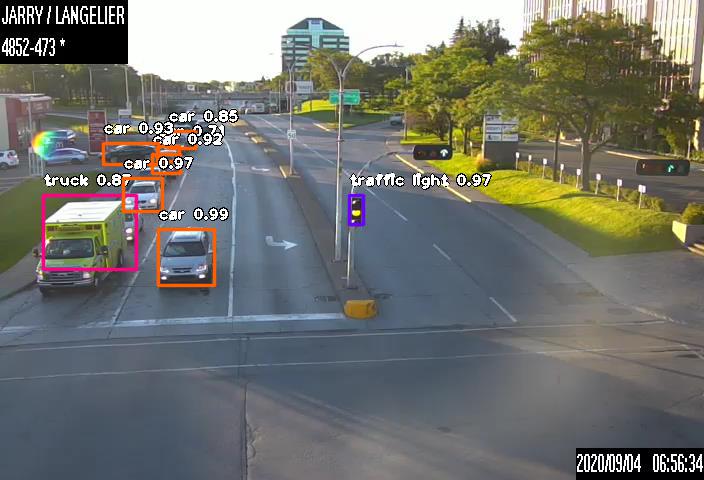 JARRY / LANGELIER
4852-473 *
car 0.85
car 0.93
0.71
car 0.92
car 0.97
truck 0.87
traffic light 0.97
car 0.99
2020/09/04 06:56:34